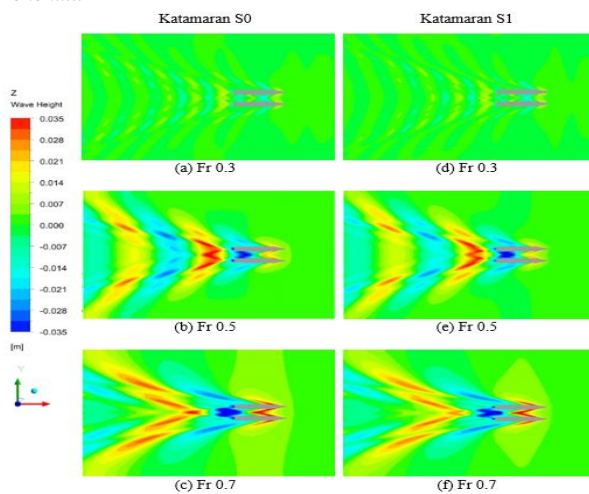 Katamaran S0
Katamaran S1
Z
Wave Height
0.035
0.028
0.021
0.014
0.007
0.000
-0.007
-0.014
-0.021
-0.028
-0.035
[m]
Y
(a) Fr 0.3
(d) Fr 0.3
(b) Fr 0.5
(e) Fr 0.5
(c) Fr 0.7
(f) Fr 0.7